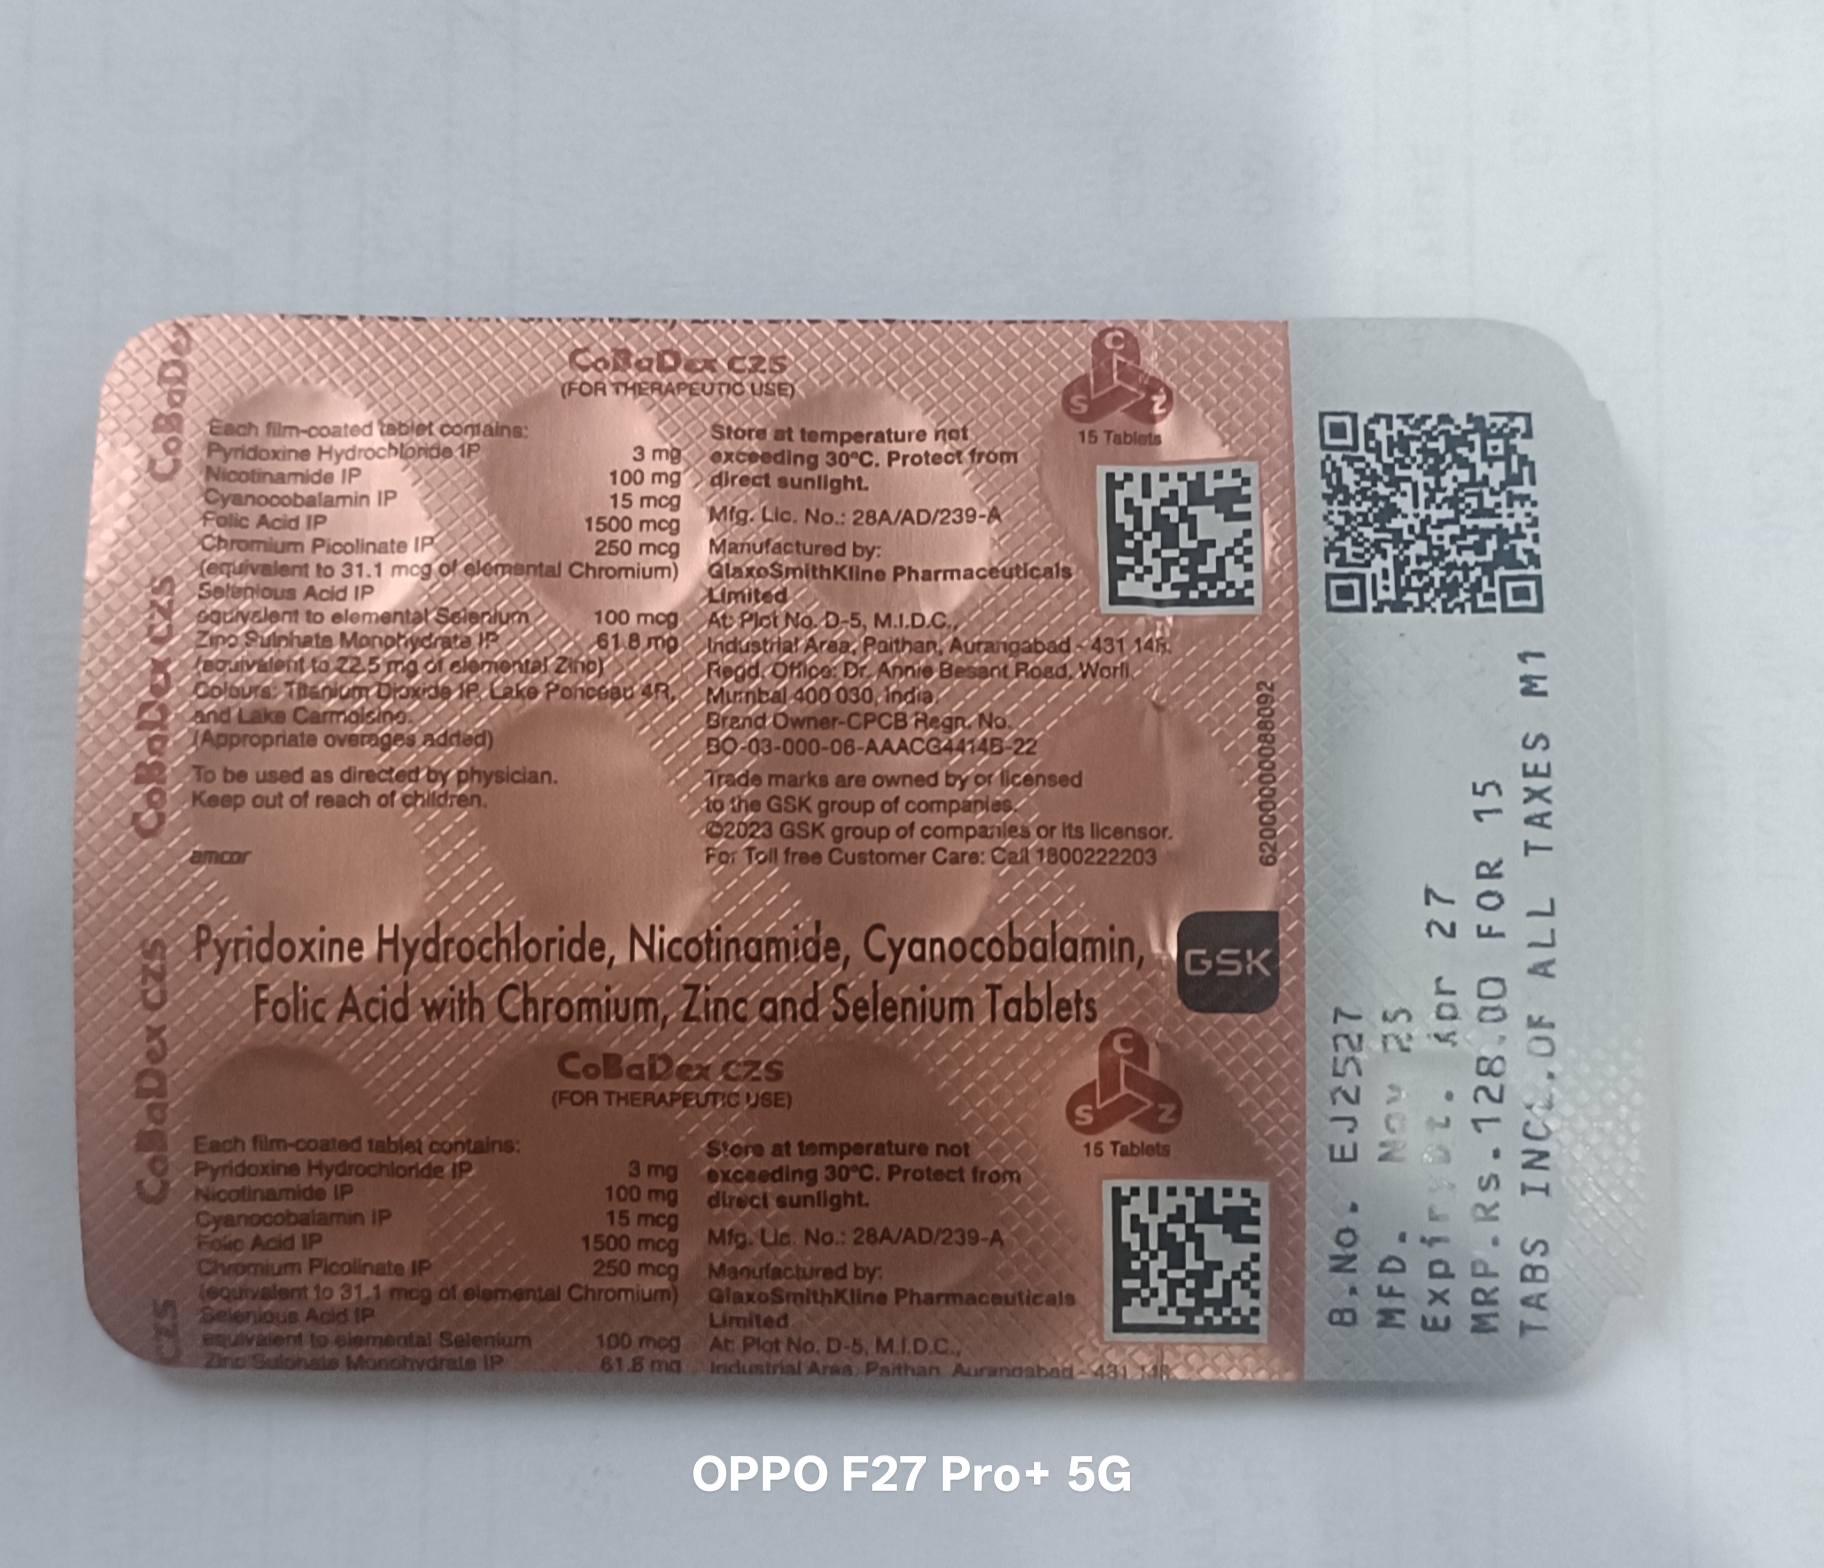 CoBaDex CZS
(FOR THERAPEUTIC USE)
Each film-coated tablet contains:
Pyridoxine Hydrochloride IP 3 mg
Nicotinamide IP 100 mg
Cyanocobalamin IP 15 mcg
Folic Acid IP 1500 mcg
Chromium Picolinate IP 250 mcg
(equivalent to 31.1 mcg of elemental Chromium)
Selenious Acid IP
equivalent to elemental Selenium 100 mcg
Zinc Sulphate Monohydrate IP 61.8 mg
(equivalent to 22.5 mg of elemental Zinc)
Colours: Titanium Dioxide IP, Lake Ponceau 4R,
and Lake Carmoisine.
(Appropriate overages added)
To be used as directed by physician.
Keep out of reach of children.
amcor
Store at temperature not
exceeding 30°C. Protect from
direct sunlight.
Mfg. Lic. No.: 28A/AD/239-A
Manufactured by:
GlaxoSmithKline Pharmaceuticals
Limited
At: Plot No. D-5, M.I.D.C.,
Industrial Area, Paithan, Aurangabad - 431 148.
Regd. Office: Dr. Annie Besant Road, Worli,
Mumbai 400 030, India.
Brand Owner-CPCB Regn. No.
BO-03-000-06-AAACG4414B-22
Trade marks are owned by or licensed
to the GSK group of companies.
©2023 GSK group of companies or its licensor.
For Toll free Customer Care: Call 1800222203
C
S Z
15 Tablets
62000000088092
Pyridoxine Hydrochloride, Nicotinamide, Cyanocobalamin,
Folic Acid with Chromium, Zinc and Selenium Tablets
GSK
CoBaDex CZS
(FOR THERAPEUTIC USE)
Each film-coated tablet contains:
Pyridoxine Hydrochloride IP 3 mg
Nicotinamide IP 100 mg
Cyanocobalamin IP 15 mcg
Folic Acid IP 1500 mcg
Chromium Picolinate IP 250 mcg
(equivalent to 31.1 mcg of elemental Chromium)
Selenious Acid IP
equivalent to elemental Selenium 100 mcg
Zinc Sulphate Monohydrate IP 61.8 mg
Store at temperature not
exceeding 30°C. Protect from
direct sunlight.
Mfg. Lic. No.: 28A/AD/239-A
Manufactured by:
GlaxoSmithKline Pharmaceuticals
Limited
At: Plot No. D-5, M.I.D.C.,
Industrial Area, Paithan, Aurangabad - 431 148
C
S Z
15 Tablets
CoBaDex
CoBaDex CZS
CoBaDex CZS
CZS
B.No. EJ2527
MFD. Nov 25
Expiry Dt. Apr 27
MRP.Rs.128.00 FOR 15
TABS INCL.OF ALL TAXES M1
OPPO F27 Pro+ 5G